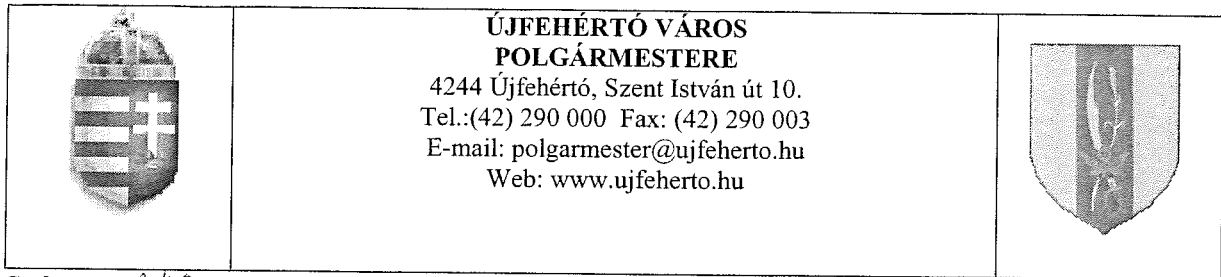 ÚJFEHÉRTÓ VÁROS
POLGÁRMESTERE
4244 Újfehértó, Szent István út 10.
Tel.:(42) 290 000 Fax: (42) 290 003
E-mail: polgarmester@ujfeherto.hu
Web: www.ujfeherto.hu